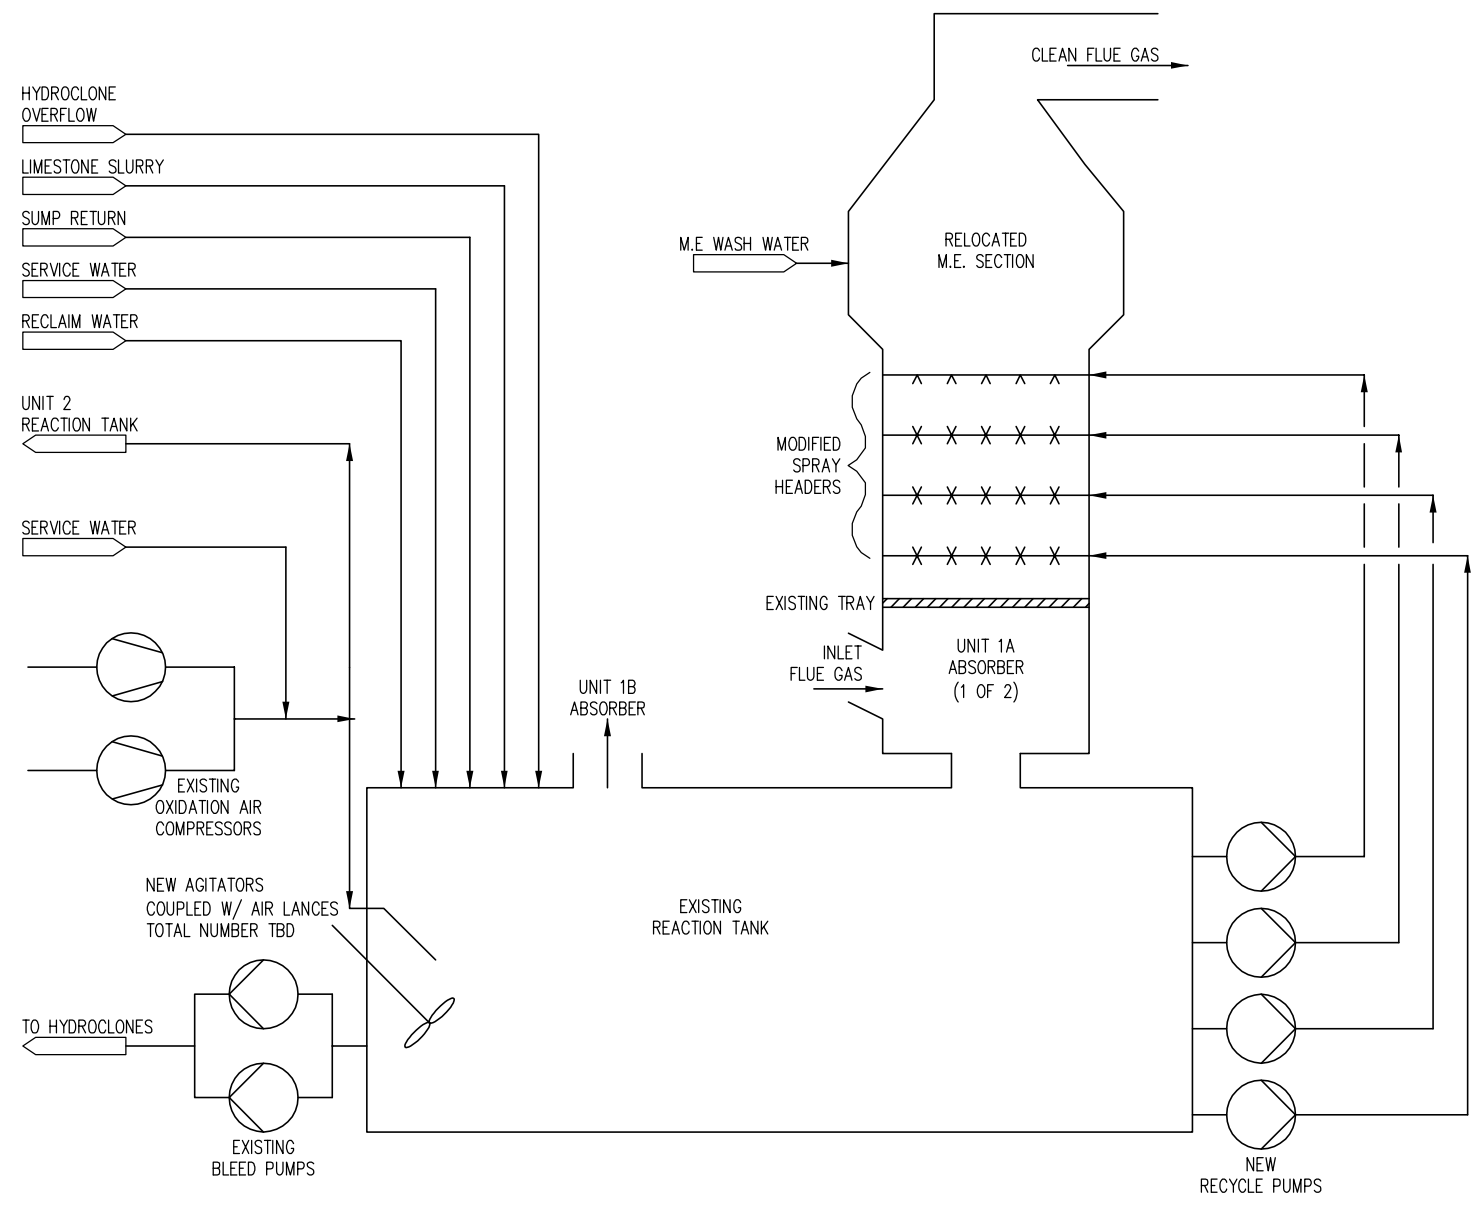 CLEAN FLUE GAS
HYDROCLONE
OVERFLOW
LIMESTONE SLURRY
SUMP RETURN
SERVICE WATER
RECLAIM WATER
M.E WASH WATER
RELOCATED
M.E. SECTION
UNIT 2
REACTION TANK
MODIFIED
SPRAY
HEADERS
SERVICE WATER
EXISTING TRAY
INLET
FLUE GAS
UNIT 1A
ABSORBER
(1 OF 2)
UNIT 1B
ABSORBER
EXISTING
OXIDATION AIR
COMPRESSORS
NEW AGITATORS
COUPLED W/ AIR LANCES
TOTAL NUMBER TBD
EXISTING
REACTION TANK
TO HYDROCLONES
EXISTING
BLEED PUMPS
NEW
RECYCLE PUMPS